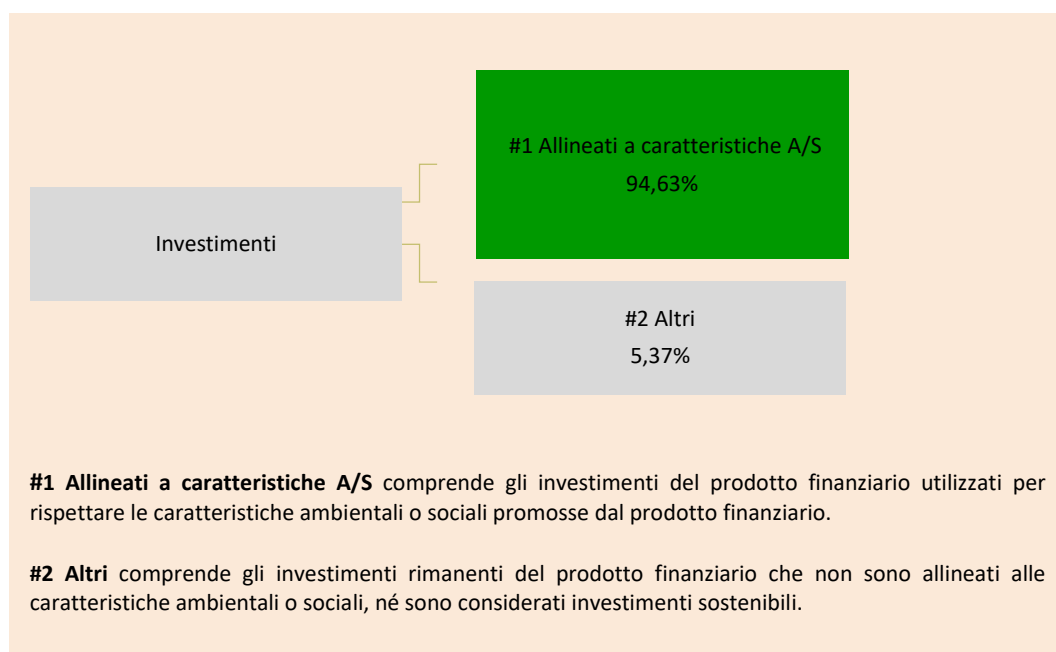 #1 Allineati a caratteristiche A/S
94,63%
Investimenti
#2 Altri
5,37%
#1 Allineati a caratteristiche A/S comprende gli investimenti del prodotto finanziario utilizzati per
rispettare le caratteristiche ambientali o sociali promosse dal prodotto finanziario.
#2 Altri comprende gli investimenti rimanenti del prodotto finanziario che non sono allineati alle
caratteristiche ambientali o sociali, né sono considerati investimenti sostenibili.